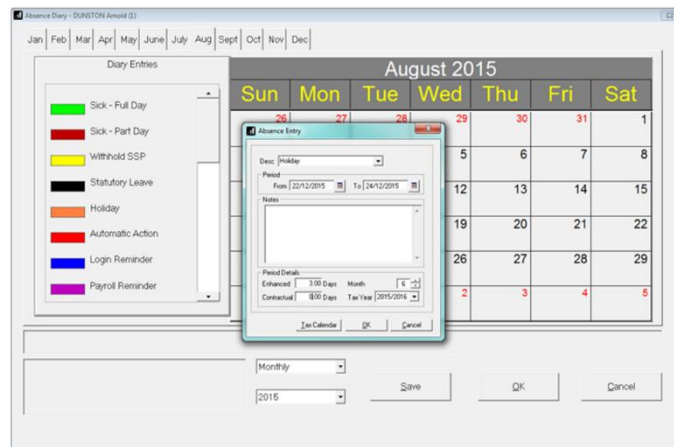 Absence Diary - DUNSTON Arnold (1)
Jan Feb Mar Apr May June July Aug Sept Oct Nov Dec
Diary Entries
Sick - Full Day
Sick - Part Day
Withhold SSP
Statutory Leave
Holiday
Automatic Action
Login Reminder
Payroll Reminder
August 2015
Sun Mon Tue Wed Thu Fri Sat
26 27 28 29 30 31 1
5 6 7 8
12 13 14 15
19 20 21 22
26 27 28 29
2 3 4 5
Absence Entry
Desc Holiday
Period
From 22/12/2015 To 24/12/2015
Notes
Period Details
Enhanced 3.00 Days Month 6
Contractual 0.00 Days Tax Year 2015/2016
Tax Calendar OK Cancel
Monthly
2015
Save OK Cancel